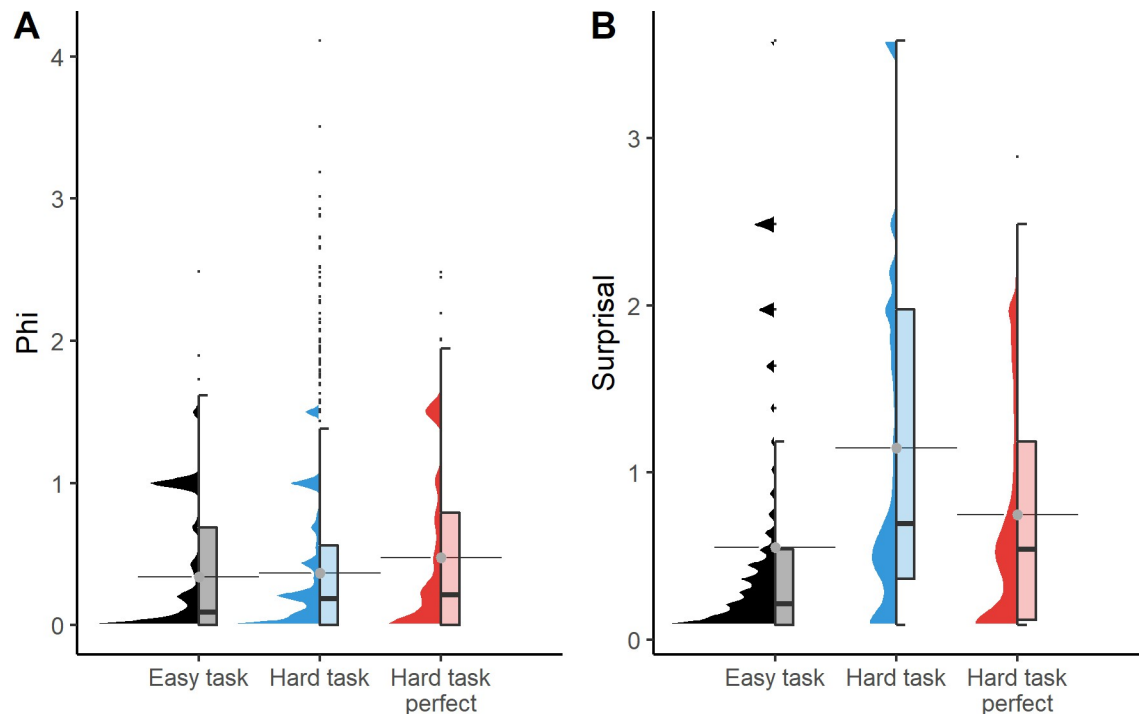 A
Phi
4
3
2
1
0
Easy task
Hard task
Hard task
perfect
B
Surprisal
3
2
1
0
Easy task
Hard task
Hard task
perfect